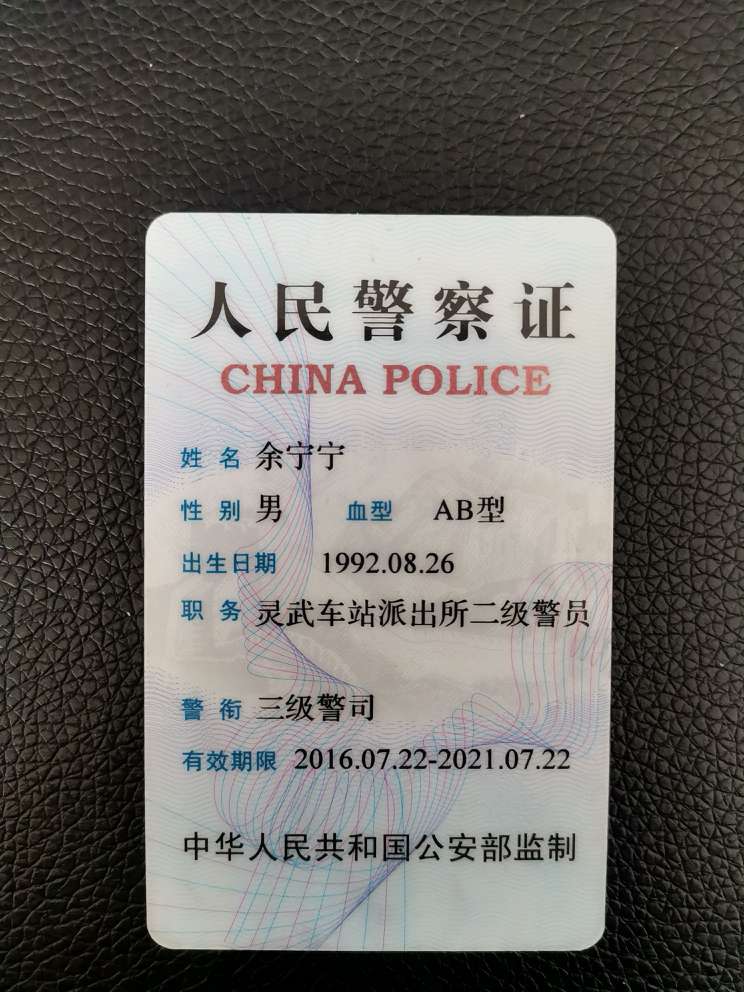 人民警察证
CHINA POLICE
姓 名 余宁宁
性 别 男 血型 AB型
出生日期 1992.08.26
职 务 灵武车站派出所二级警员
警 衔 三级警司
有效期限 2016.07.22-2021.07.22
中华人民共和国公安部监制